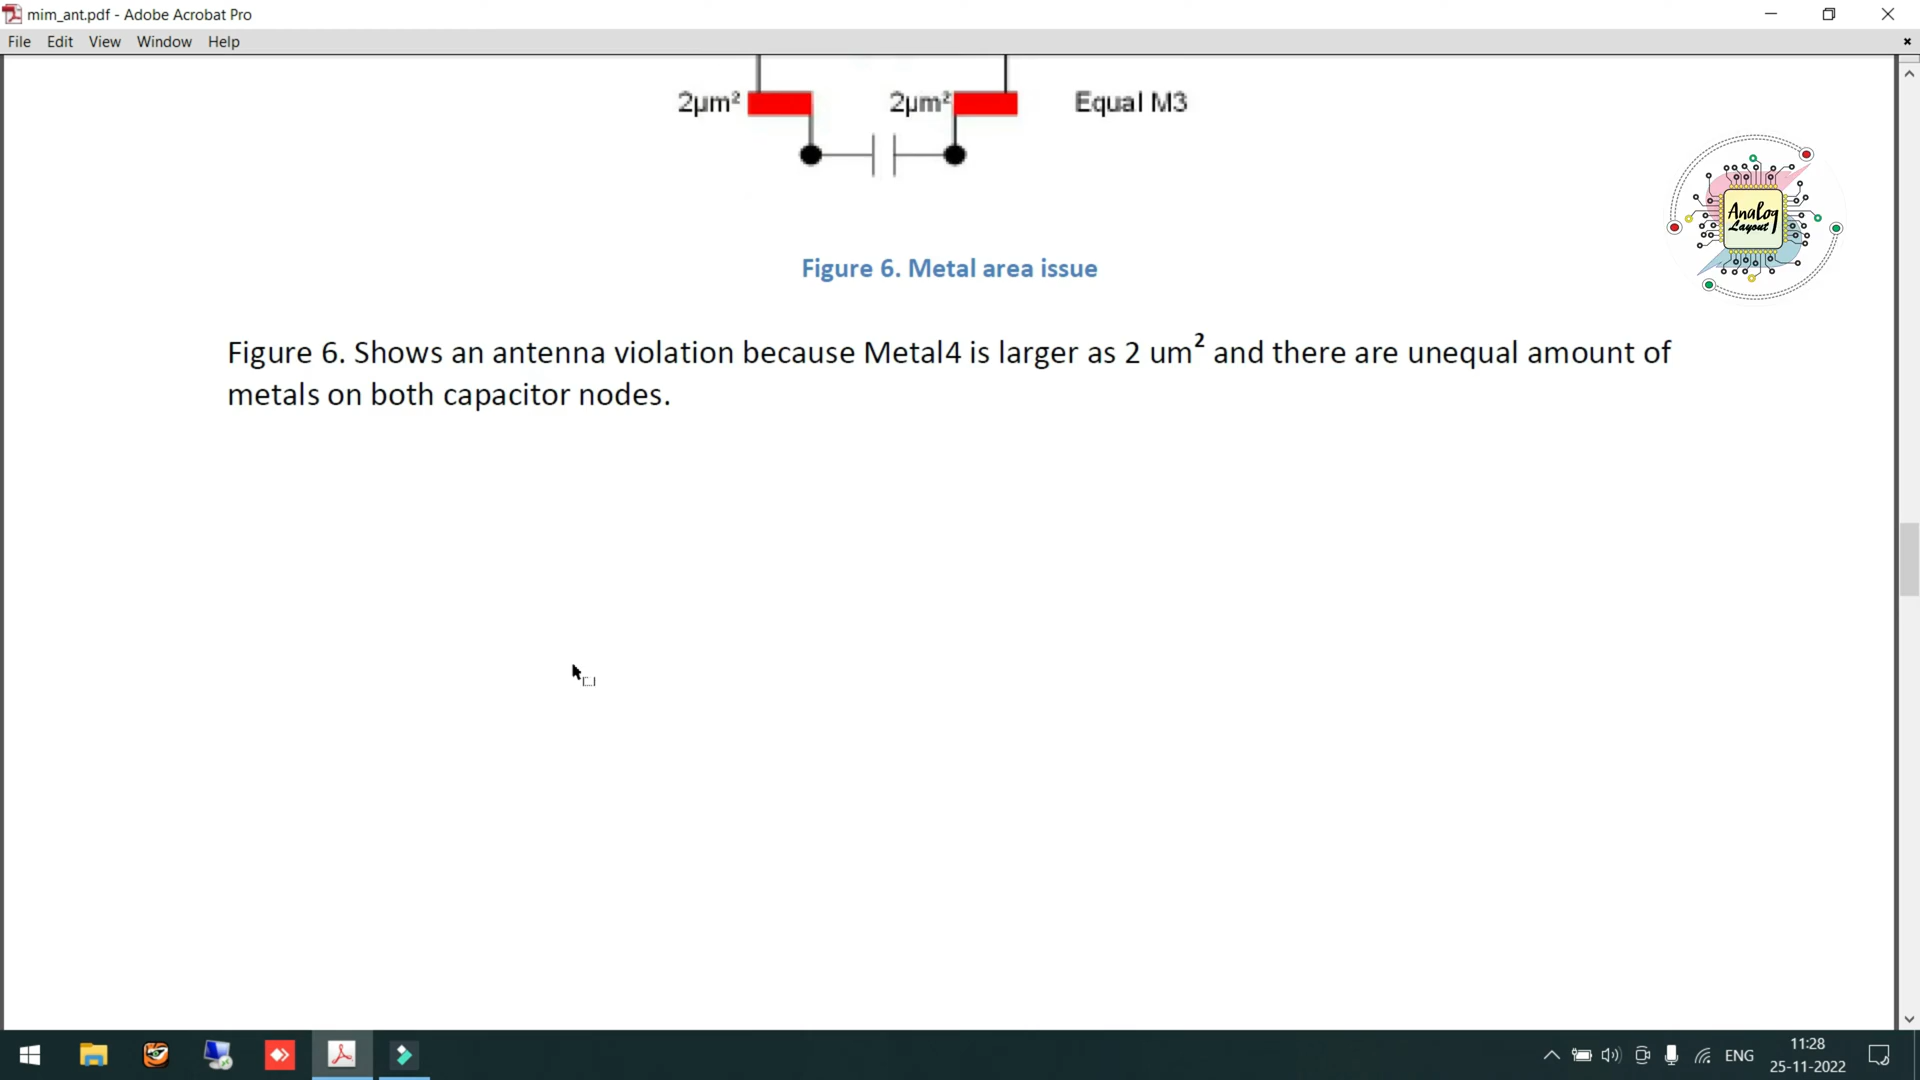 mim_ant.pdf - Adobe Acrobat Pro
File Edit View Window Help
2μm² 2μm² Equal M3
Analog
Layout
Figure 6. Metal area issue
Figure 6. Shows an antenna violation because Metal4 is larger as 2 um² and there are unequal amount of
metals on both capacitor nodes.
ENG
11:28
25-11-2022